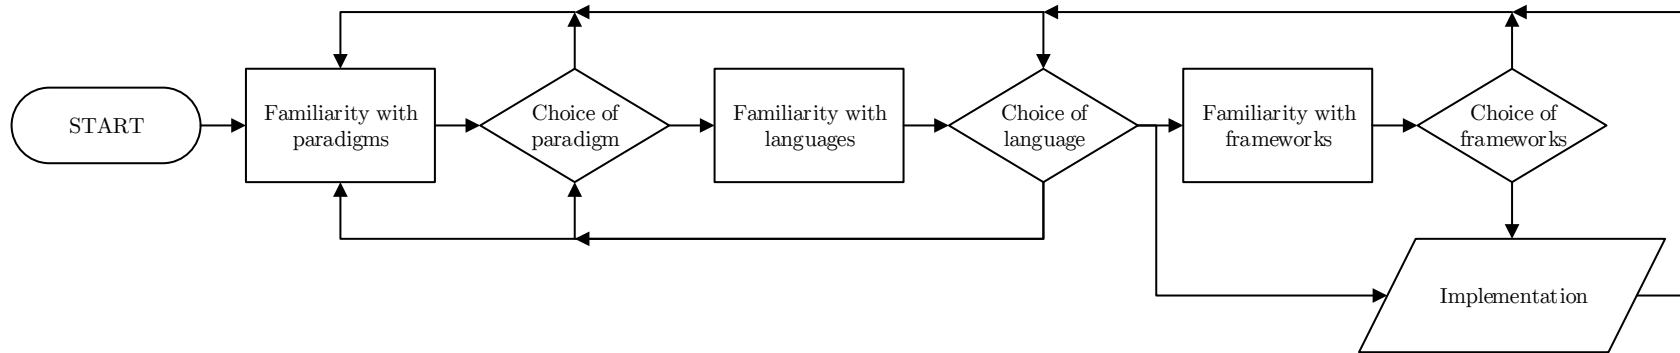 START
Familiarity with
paradigms
Choice of
paradigm
Familiarity with
languages
Choice of
language
Familiarity with
frameworks
Choice of
frameworks
Implementation